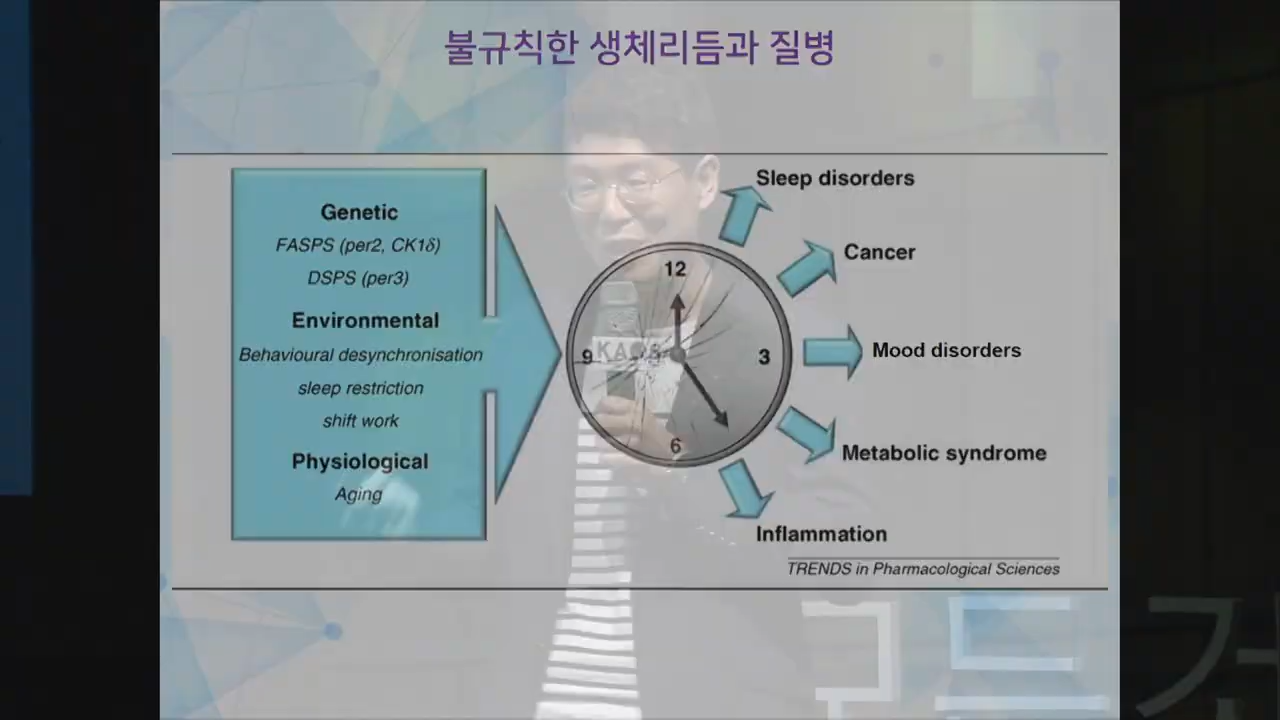 불규칙한 생체리듬과 질병
Genetic
FASPS (per2, CK1δ)
DSPS (per3)
Environmental
Behavioural desynchronisation
sleep restriction
shift work
Physiological
Aging
12
3
6
9
Sleep disorders
Cancer
Mood disorders
Metabolic syndrome
Inflammation
TRENDS in Pharmacological Sciences